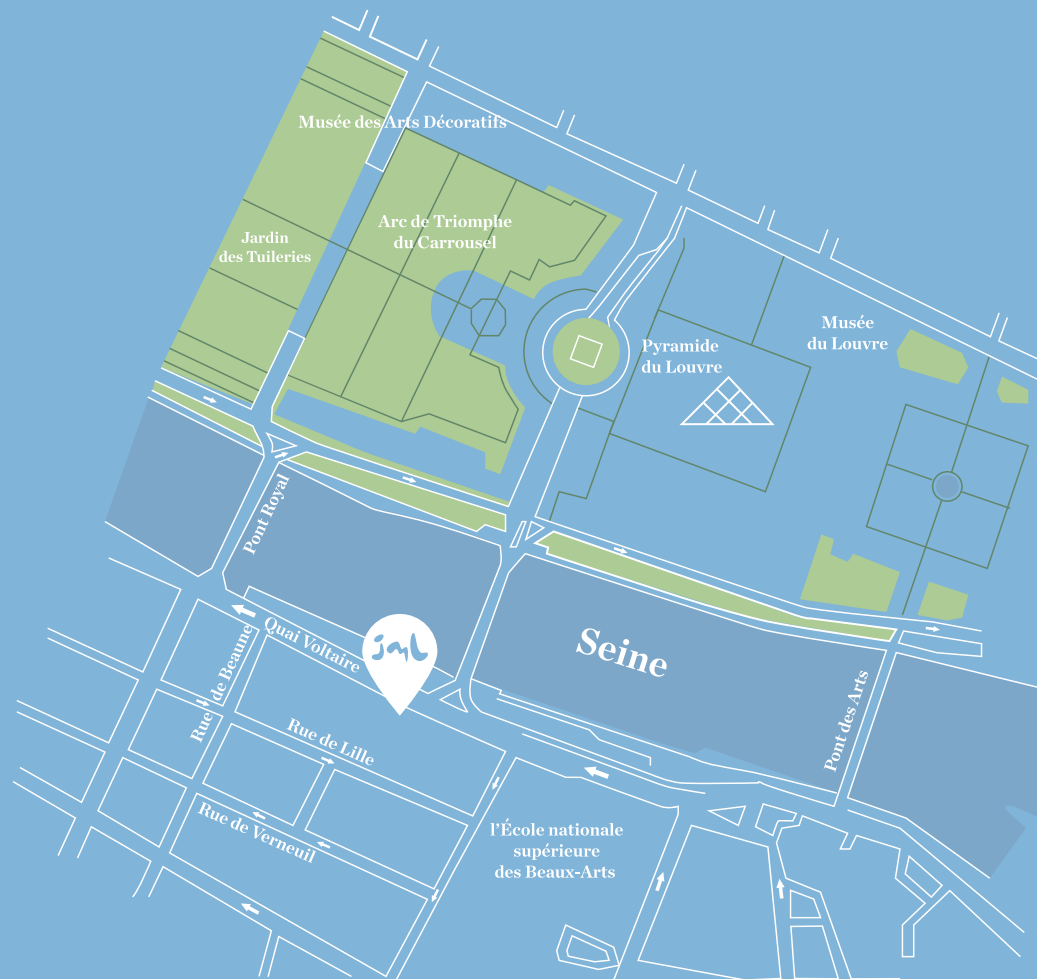 Musée des Arts Décoratifs
Arc de Triomphe
du Carrousel
Jardin
des Tuileries
Musée
du Louvre
Pyramide
du Louvre
Pont Royal
Quai Voltaire
jmL
Seine
Rue de Beaune
Pont des Arts
Rue de Lille
Rue de Verneuil
l'École nationale
supérieure
des Beaux-Arts